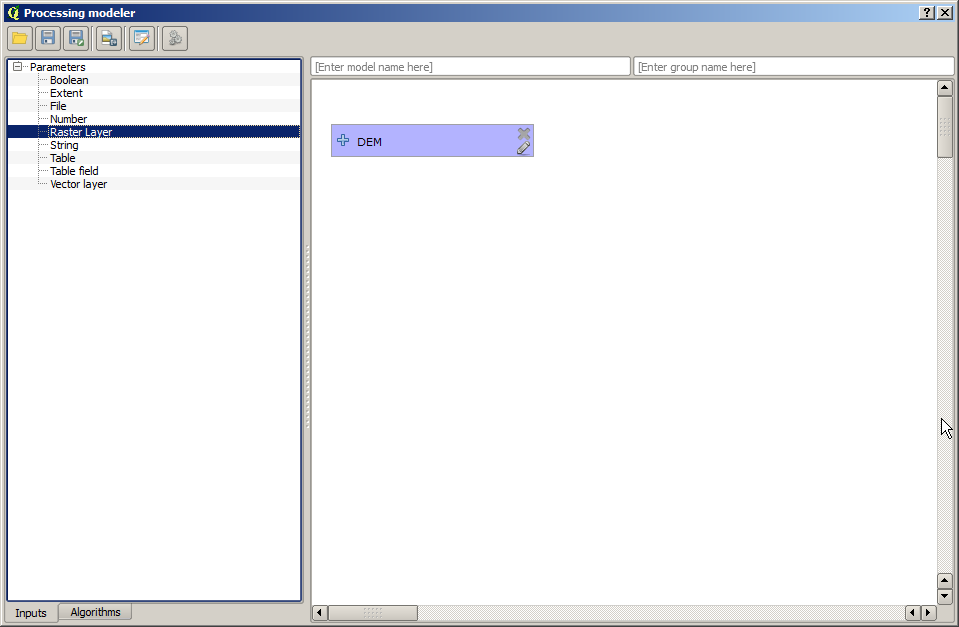 Processing modeler
Parameters
Boolean
Extent
File
Number
Raster Layer
String
Table
Table field
Vector layer
Inputs
Algorithms
[Enter model name here]
[Enter group name here]
DEM